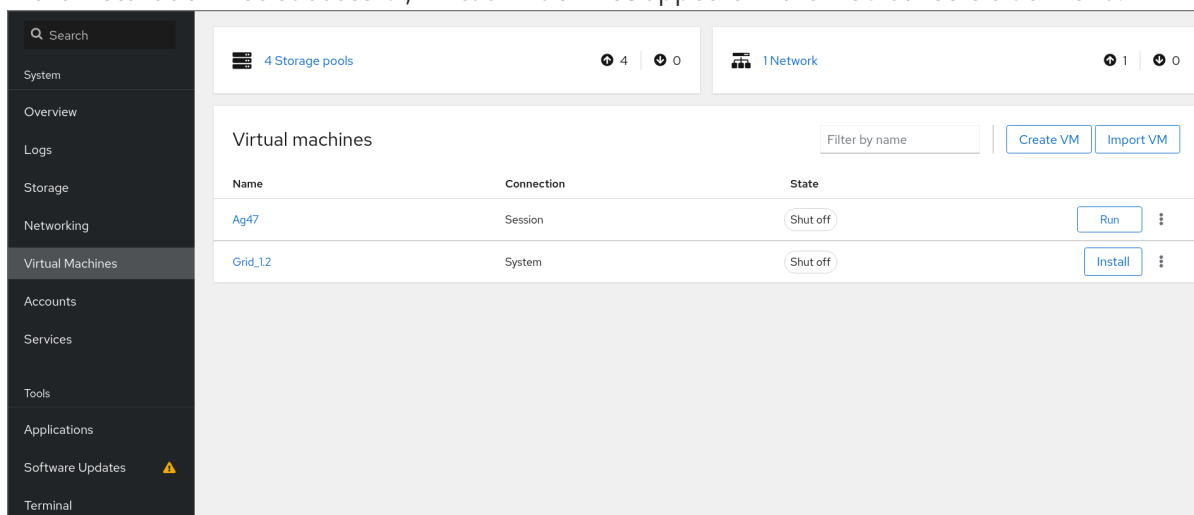 Search
System
Overview
Logs
Storage
Networking
Virtual Machines
Accounts
Services
Tools
Applications
Software Updates
Terminal
4 Storage pools 4 0
1 Network 1 0
Virtual machines Filter by name Create VM Import VM
Name Connection State
Ag47 Session Shut off Run
Grid_1.2 System Shut off Install